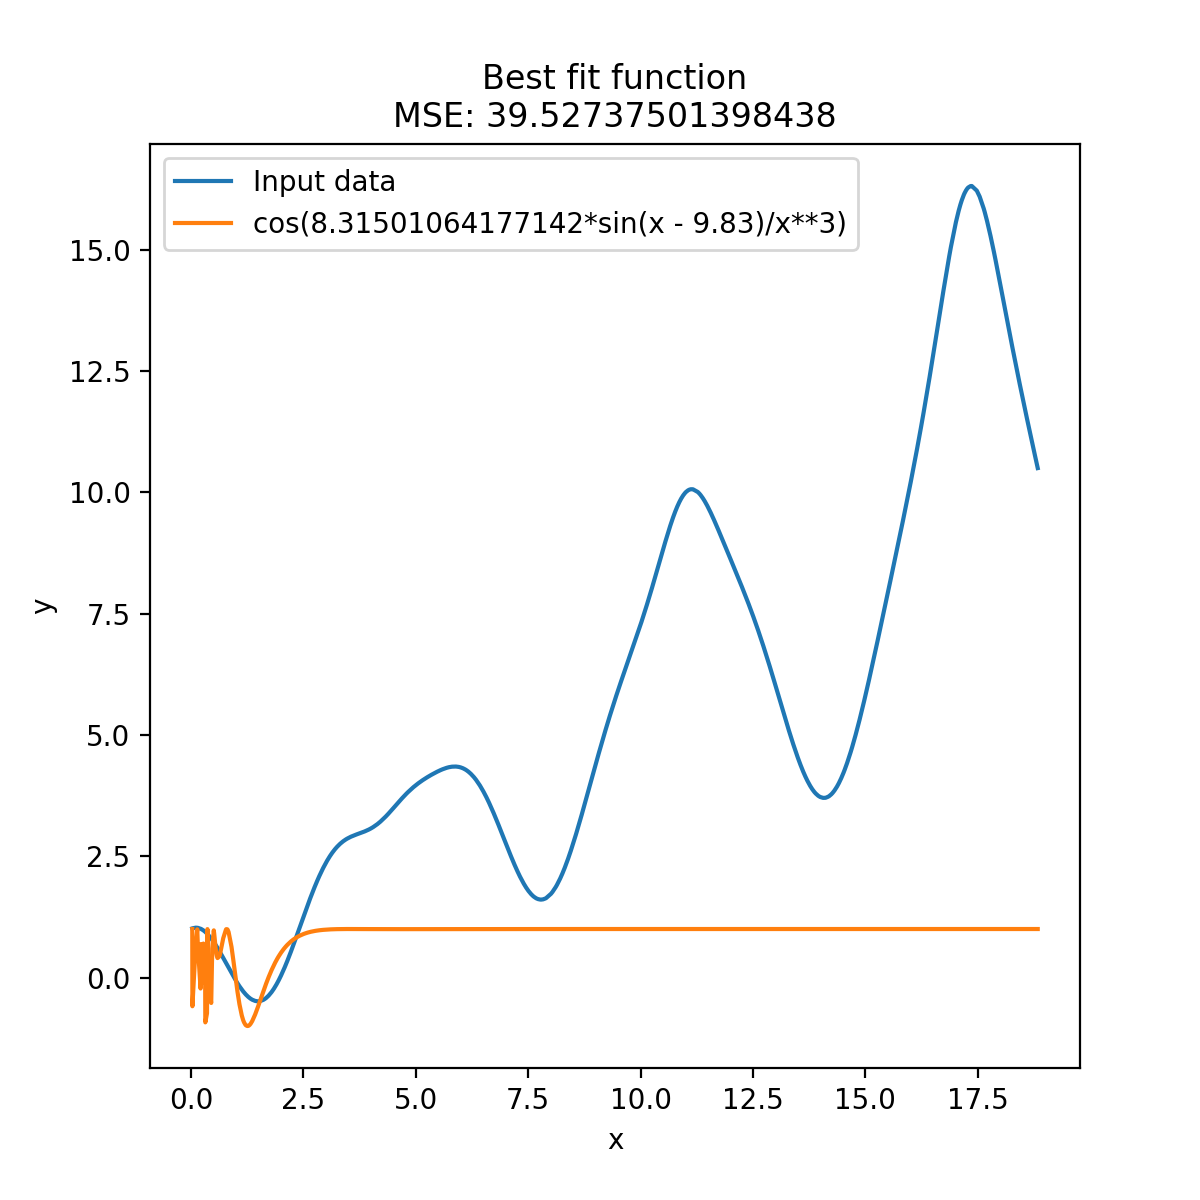 Best fit function
MSE: 39.52737501398438
Input data
cos(8.31501064177142*sin(x - 9.83)/x**3)
15.0
12.5
10.0
7.5
5.0
2.5
0.0
y
0.0 2.5 5.0 7.5 10.0 12.5 15.0 17.5
x